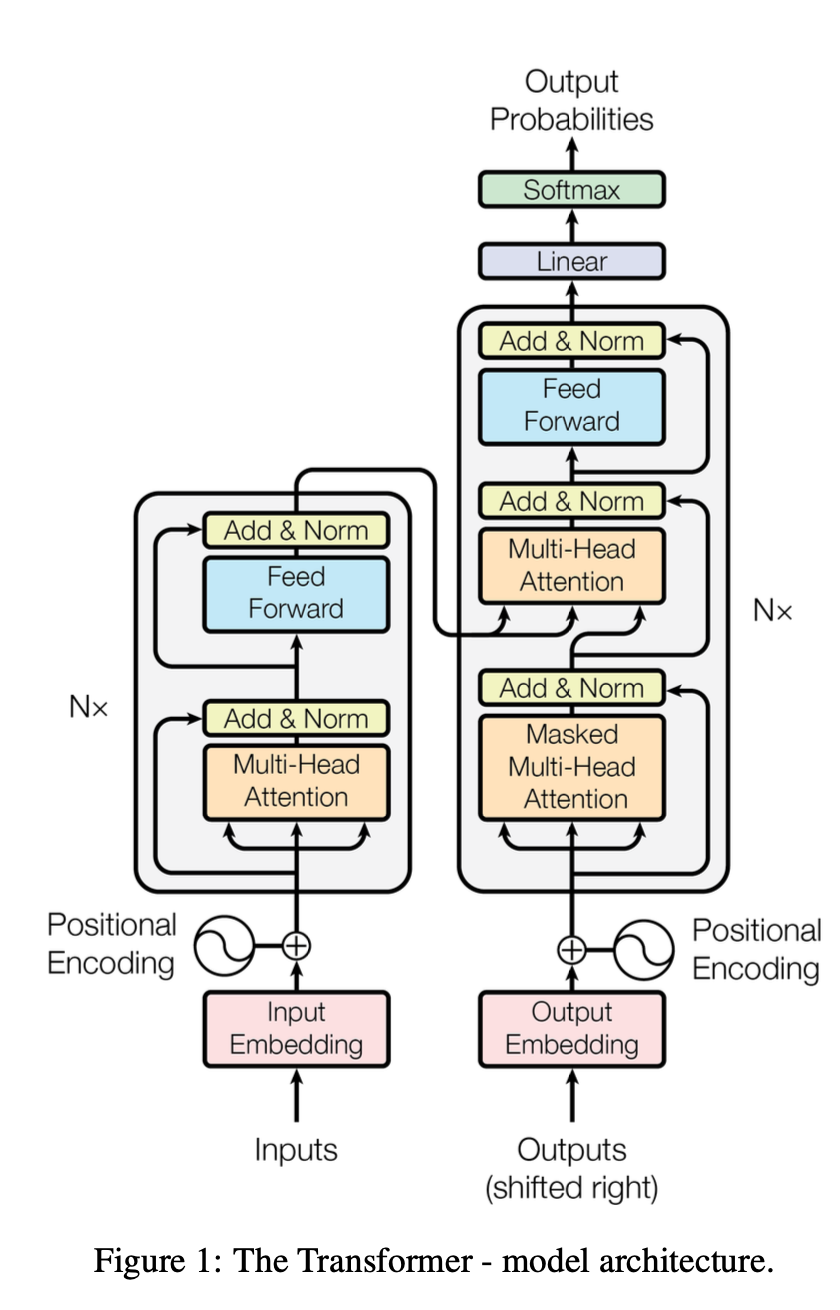 Output
Probabilities
Softmax
Linear
Add & Norm
Feed
Forward
Add & Norm
Multi-Head
Attention
Add & Norm
Masked
Multi-Head
Attention
Nx
Add & Norm
Feed
Forward
Add & Norm
Multi-Head
Attention
Nx
Positional
Encoding
Positional
Encoding
Input
Embedding
Output
Embedding
Inputs
Outputs
(shifted right)
Figure 1: The Transformer - model architecture.